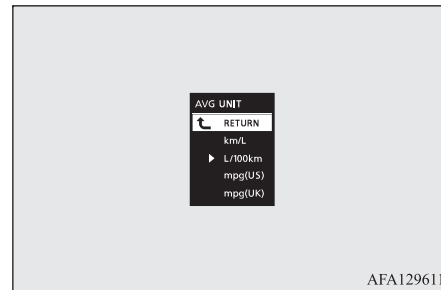 AVG UNIT
RETURN
km/L
L/100km
mpg(US)
mpg(UK)
AFA129611